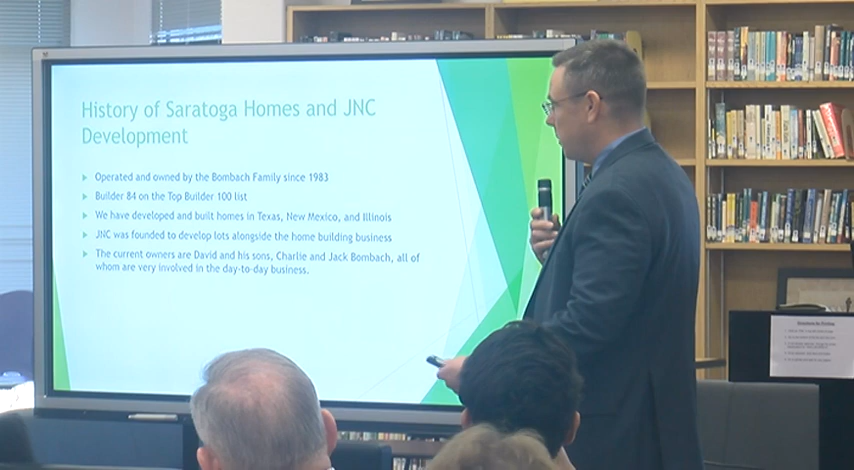 History of Saratoga Homes and JNC
Development
Operated and owned by the Bombach Family since 1983
Builder 84 on the Top Builder 100 list
We have developed and built homes in Texas, New Mexico, and Illinois
JNC was founded to develop lots alongside the home building business
The current owners are David and his sons, Charlie and Jack Bombach, all of
whom are very involved in the day-to-day business.